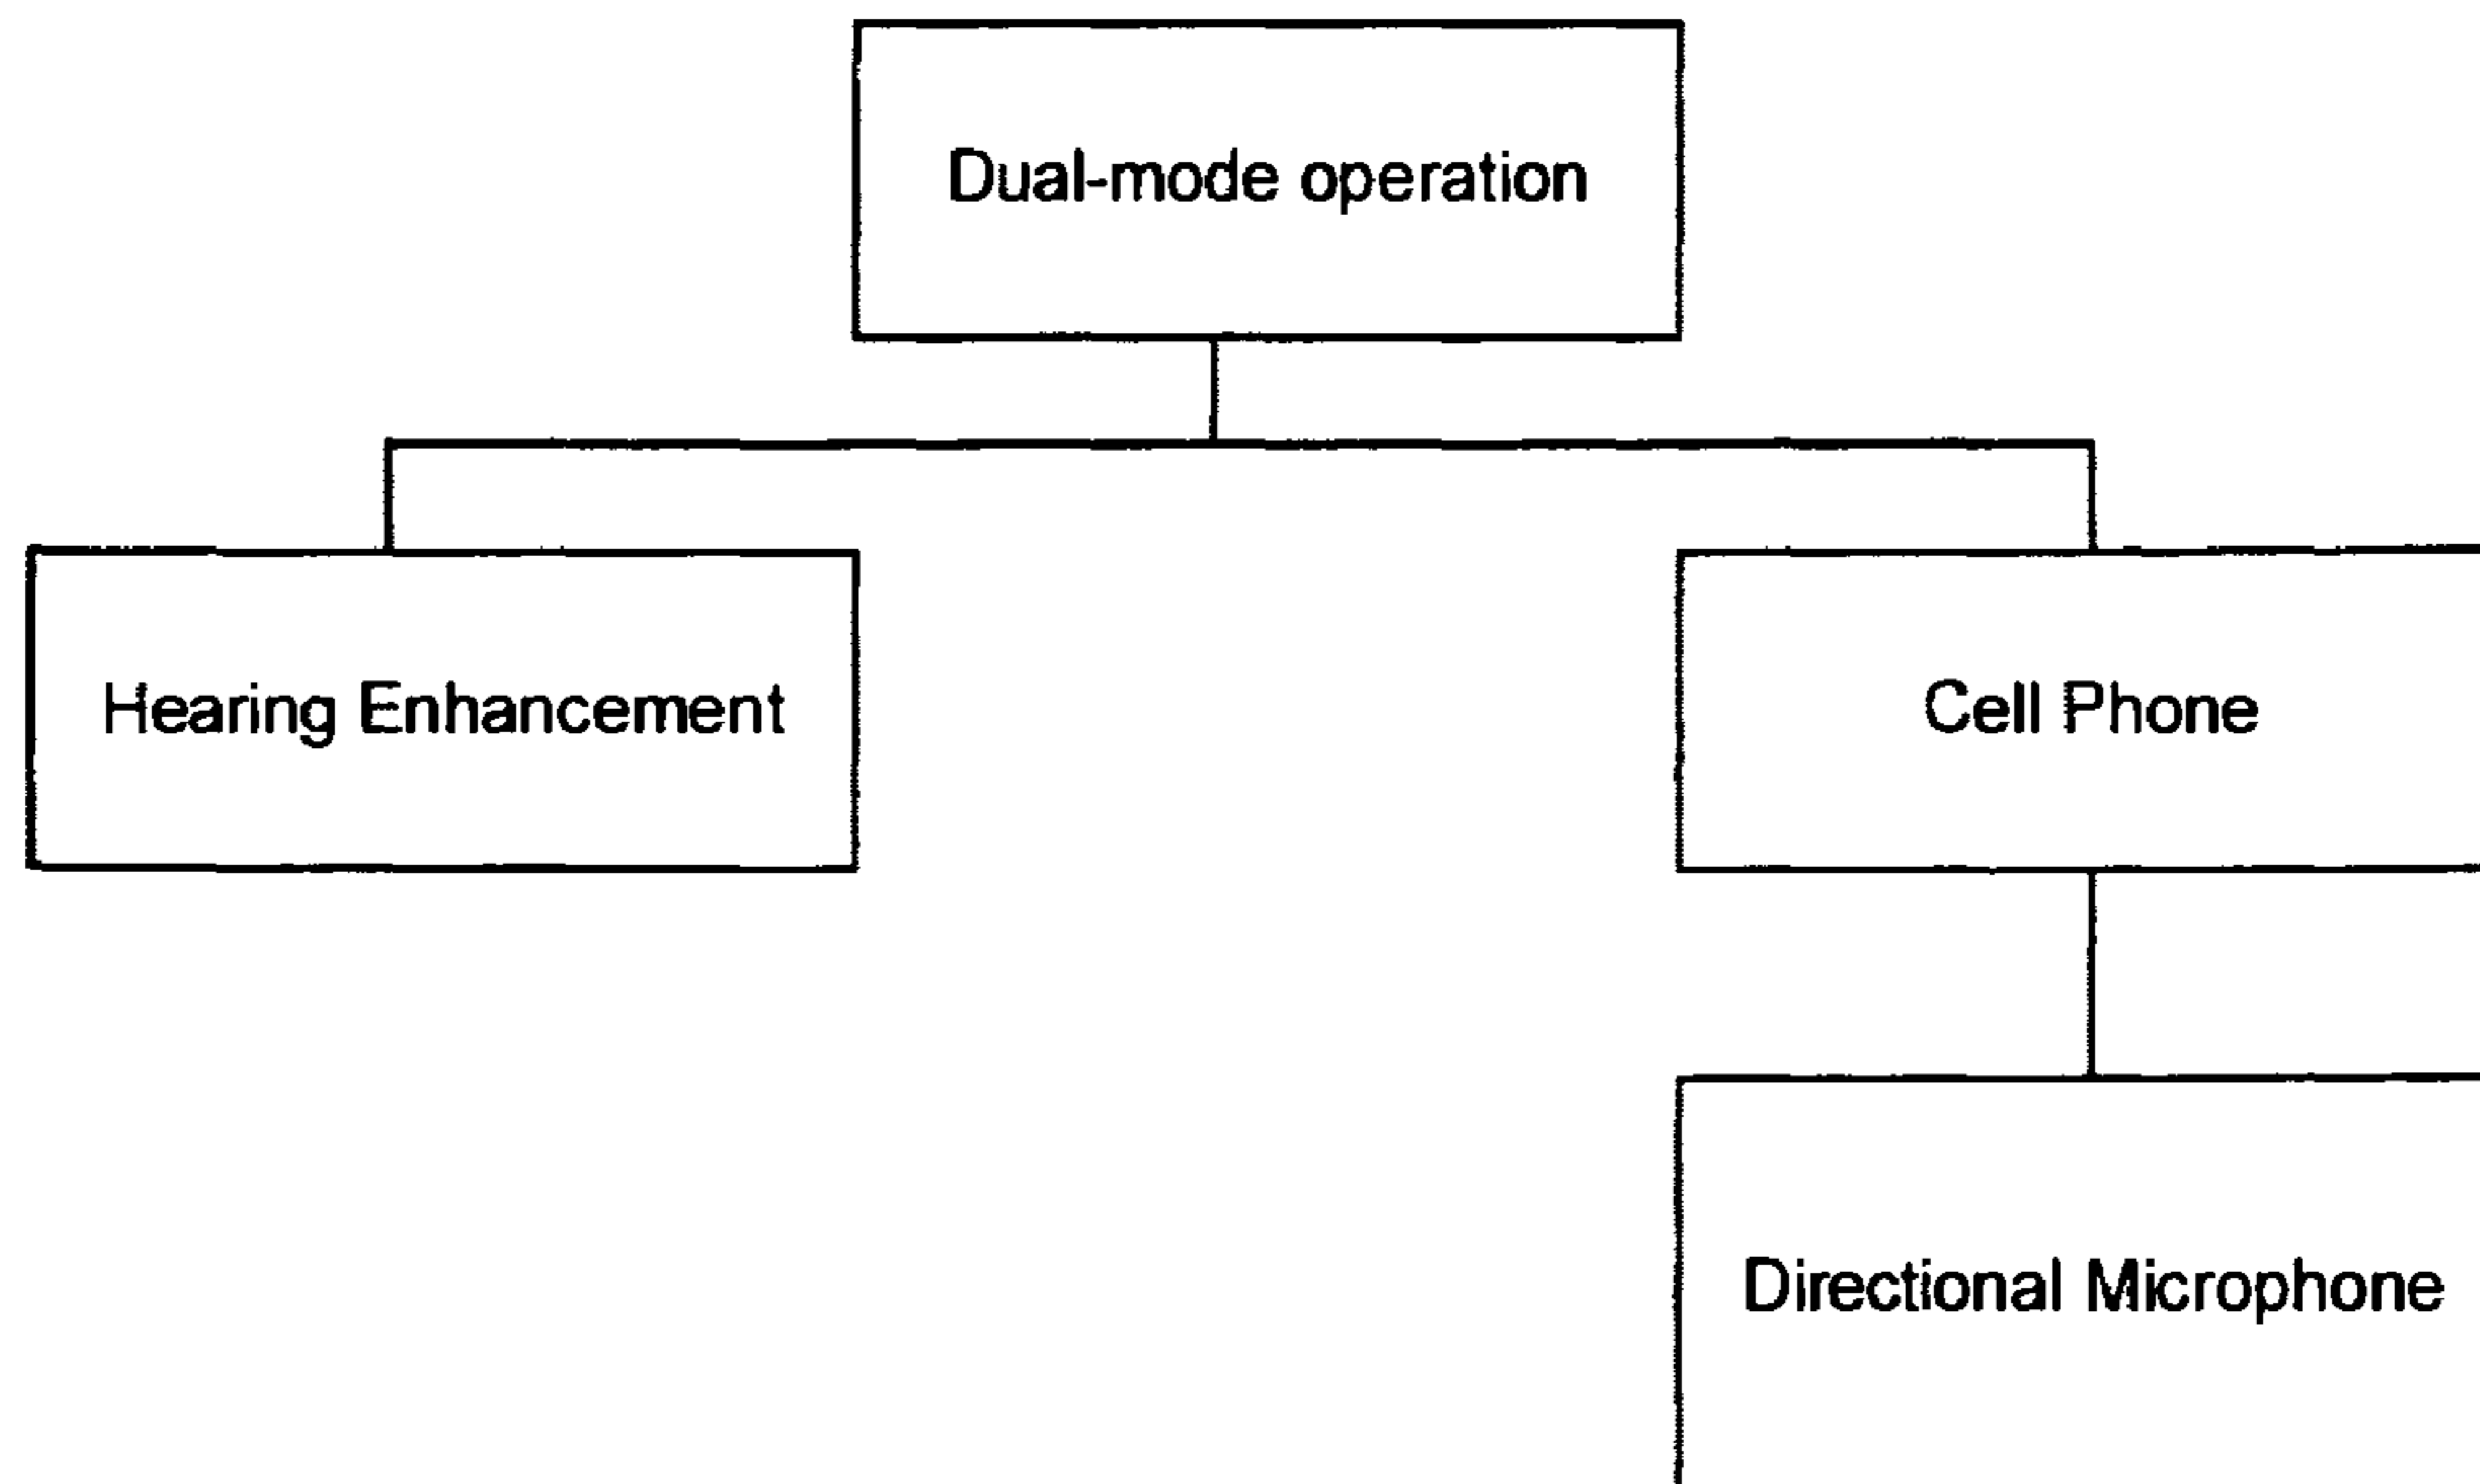 Dual-mode operation
Hearing Enhancement
Cell Phone
Directional Microphone